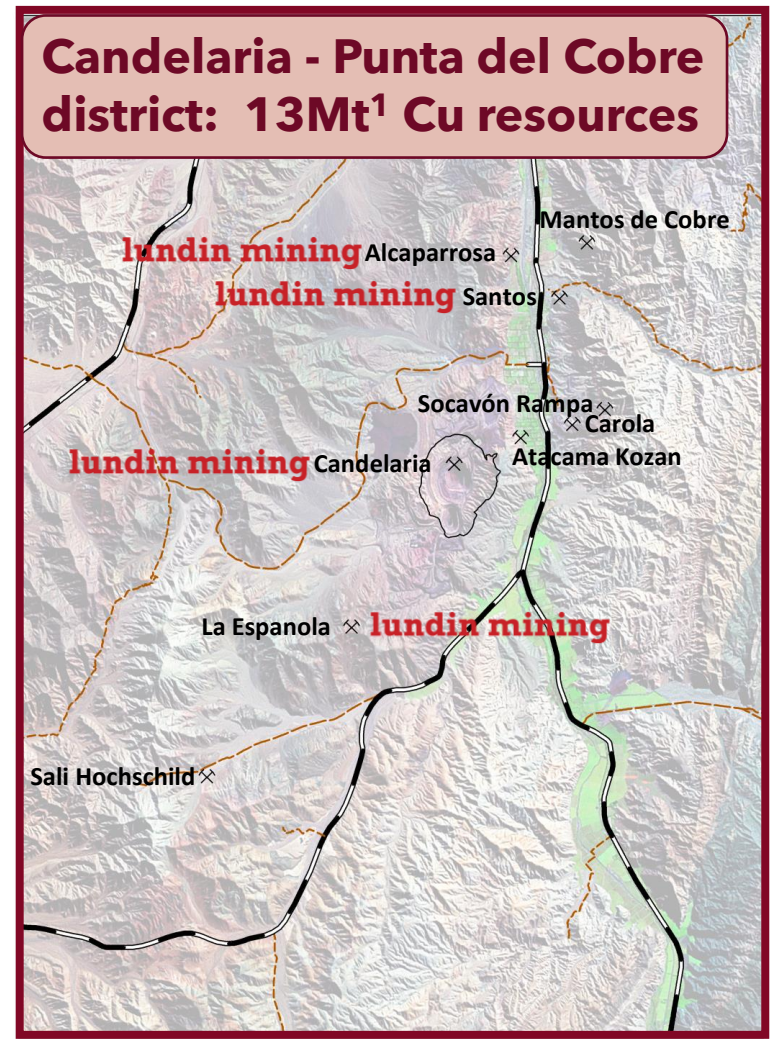 Candelaria - Punta del Cobre
district: 13Mt¹ Cu resources
Mantos de Cobre
lundin mining Alcaparrosa
lundin mining Santos
Socavón Rampa
Carola
Atacama Kozan
lundin mining Candelaria
La Espanola lundin mining
Sali Hochschild